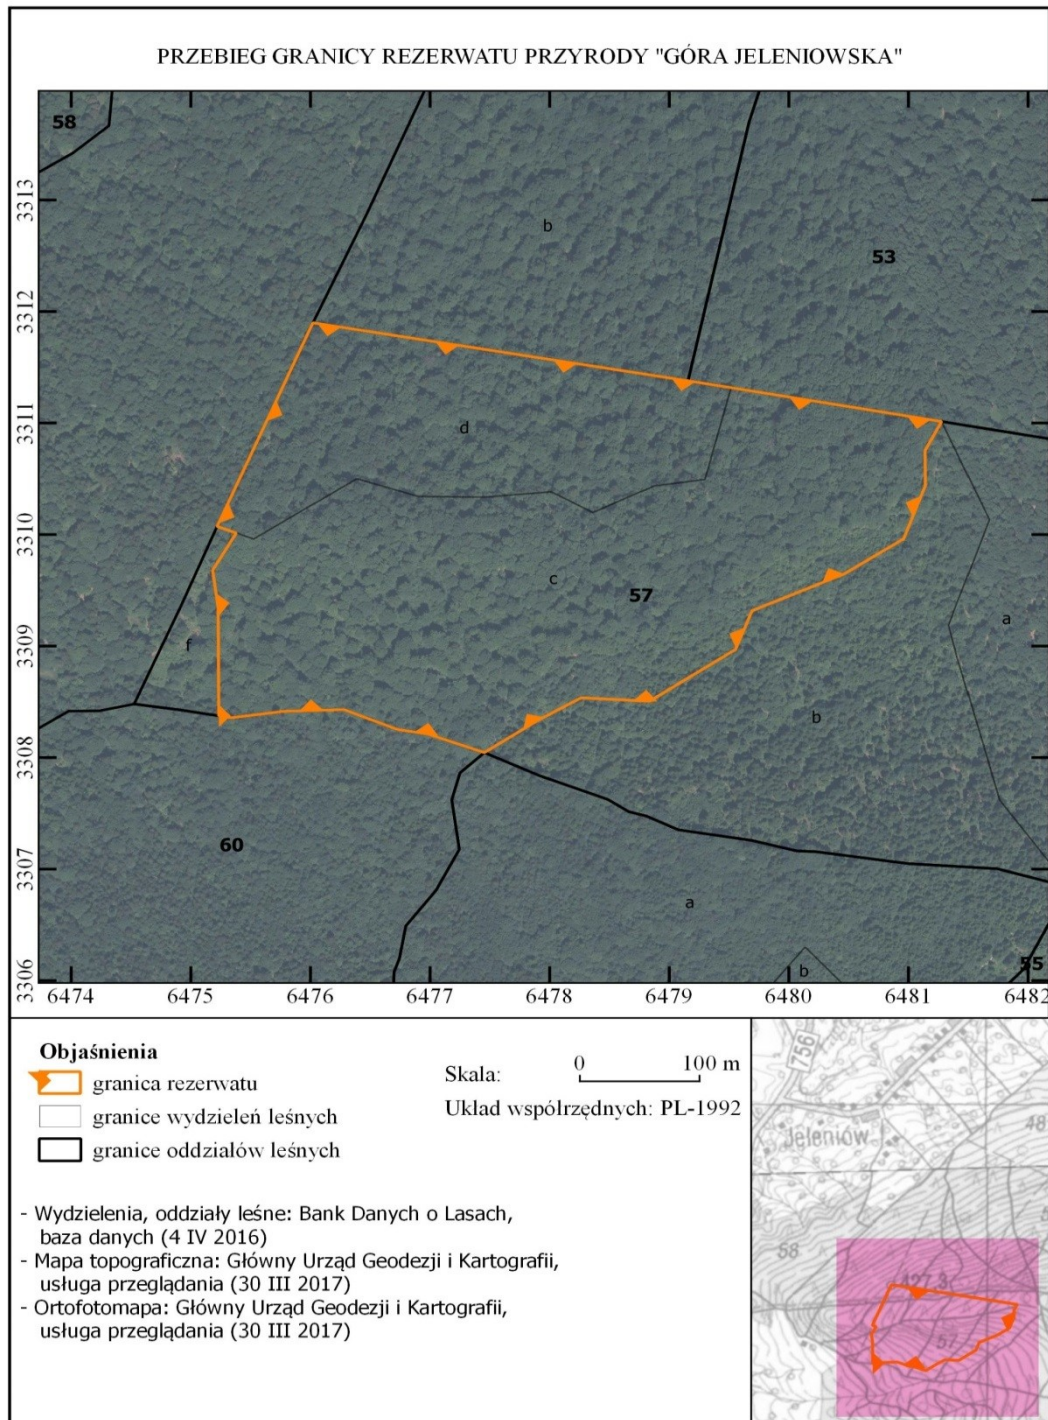 PRZEBIEG GRANICY REZERWATU PRZYRODY "GÓRA JELENIOWSKA"
58
b
53
d
c
57
a
f
b
60
a
b
55
3313
3312
3311
3310
3309
3308
3307
3306
6474 6475 6476 6477 6478 6479 6480 6481 6482
Objaśnienia
granica rezerwatu
granice wydzieleń leśnych
granice oddziałów leśnych
Skala: 0 100 m
Układ współrzędnych: PL-1992
- Wydzielenia, oddziały leśne: Bank Danych o Lasach,
baza danych (4 IV 2016)
- Mapa topograficzna: Główny Urząd Geodezji i Kartografii,
usługa przeglądania (30 III 2017)
- Ortofotomapa: Główny Urząd Geodezji i Kartografii,
usługa przeglądania (30 III 2017)
756
Jeleniów
48
58
57